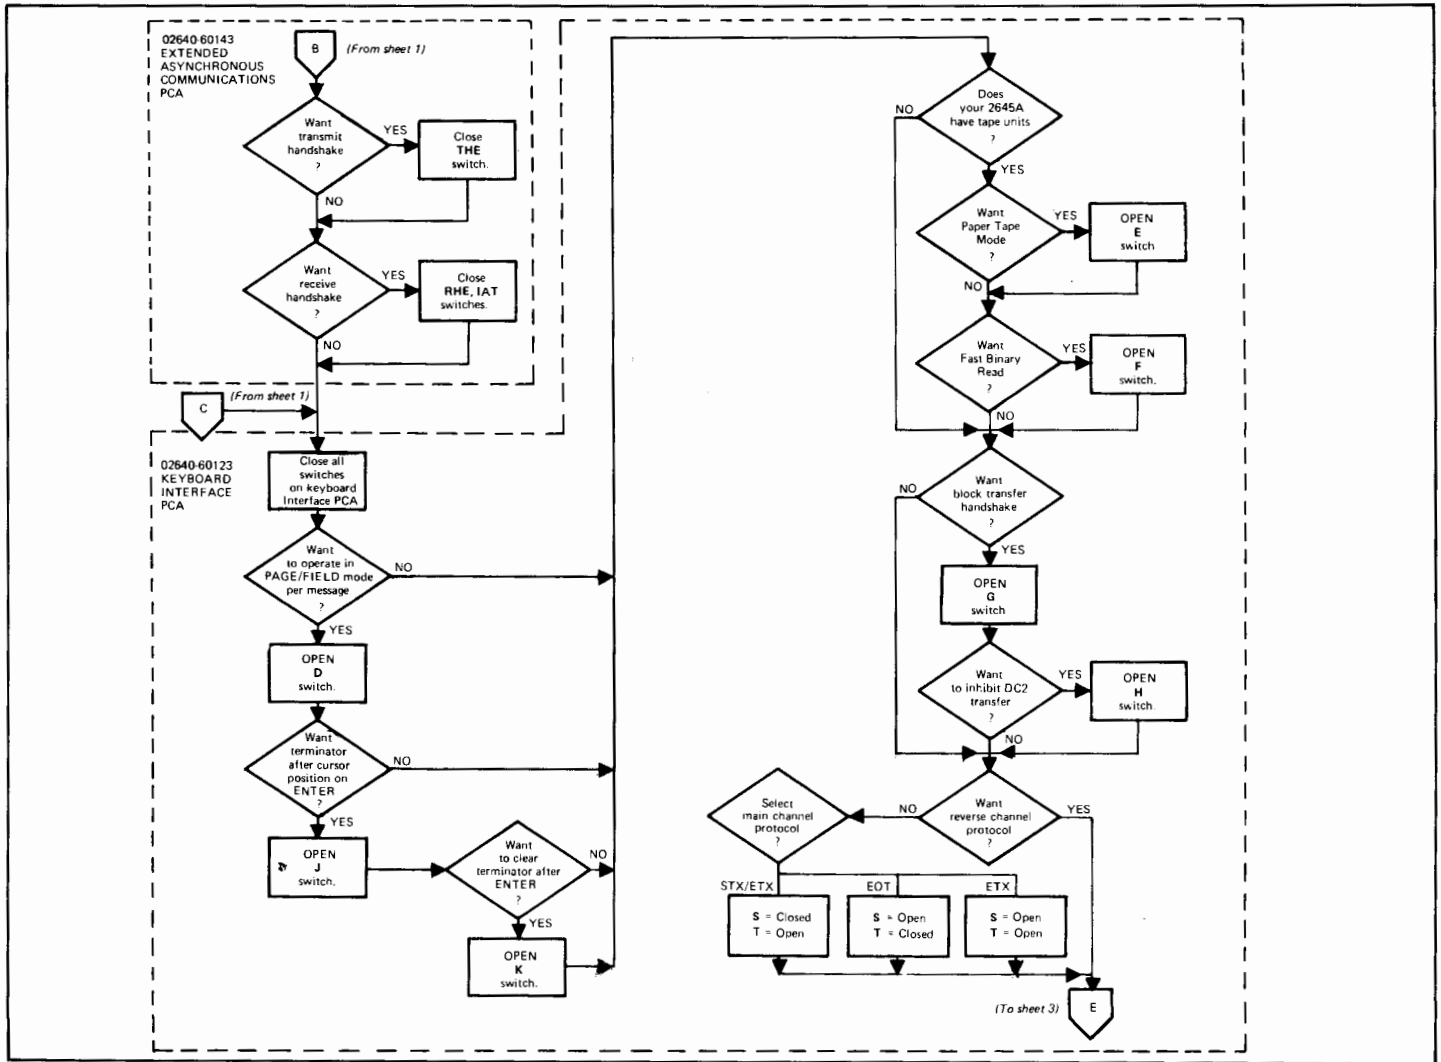 02640-60143
EXTENDED
ASYNCHRONOUS
COMMUNICATIONS
PCA
B
(From sheet 1)
Want
transmit
handshake
?
YES
Close
THE
switch.
NO
Want
receive
handshake
?
YES
Close
RHE, IAT
switches.
NO
C
(From sheet 1)
02640-60123
KEYBOARD
INTERFACE
PCA
Close all
switches
on keyboard
Interface PCA
Want
to operate in
PAGE/FIELD mode
per message
?
NO
YES
OPEN
D
switch.
Want
terminator
after cursor
position on
ENTER
?
NO
YES
OPEN
J
switch.
Want
to clear
terminator after
ENTER
?
NO
YES
OPEN
K
switch.
Does
your 2645A
have tape units
?
NO
YES
Want
Paper Tape
Mode
?
YES
OPEN
E
switch
NO
Want
Fast Binary
Read
?
YES
OPEN
F
switch.
NO
Want
block transfer
handshake
?
NO
YES
OPEN
G
switch
Want
to inhibit DC2
transfer
?
YES
OPEN
H
switch.
NO
Want
reverse channel
protocol
?
YES
NO
Select
main channel
protocol
?
STX/ETX
EOT
ETX
S = Closed
T = Open
S = Open
T = Closed
S = Open
T = Open
(To sheet 3)
E